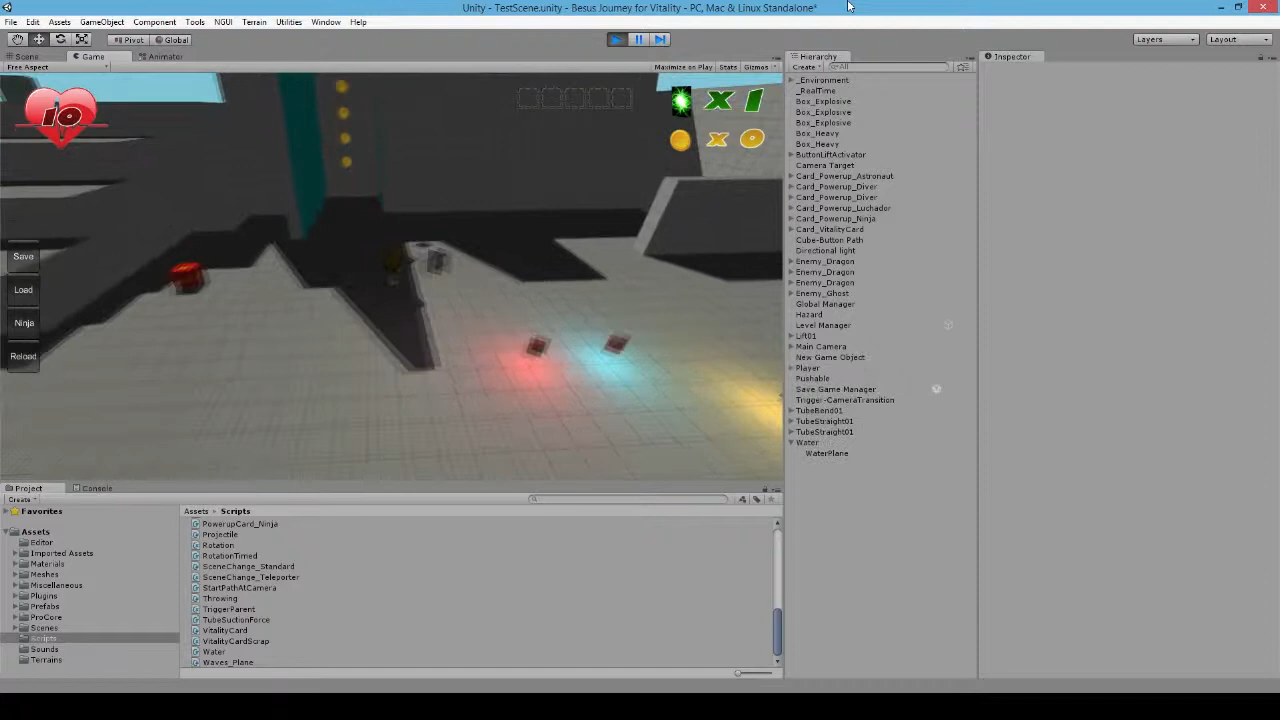 Unity - TestScene.unity - Besus Journey for Vitality - PC, Mac & Linux Standalone*
File Edit Assets GameObject Component Tools NGUI Terrain Utilities Window Help
Pivot Global Layers Layout
Scene Game Animator
Free Aspect Maximize on Play Stats Gizmos
10
X 1
x 0
Save
Load
Ninja
Reload
Hierarchy
Create All
_Environment
_RealTime
Box_Explosive
Box_Explosive
Box_Explosive
Box_Heavy
Box_Heavy
ButtonLiftActivator
Camera Target
Card_Powerup_Astronaut
Card_Powerup_Diver
Card_Powerup_Diver
Card_Powerup_Luchador
Card_Powerup_Ninja
Card_VitalityCard
Cube-Button Path
Directional light
Enemy_Dragon
Enemy_Dragon
Enemy_Dragon
Enemy_Ghost
Global Manager
Hazard
Level Manager
Lift01
Main Camera
New Game Object
Player
Pushable
Save Game Manager
Trigger-CameraTransition
TubeBend01
TubeStraight01
TubeStraight01
Water
WaterPlane
Inspector
Project Console
Create
Favorites
Assets
Editor
Imported Assets
Materials
Meshes
Miscellaneous
Plugins
Prefabs
ProCore
Scenes
Scripts
Sounds
Terrains
Assets Scripts
PowerupCard_Ninja
Projectile
Rotation
RotationTimed
SceneChange_Standard
SceneChange_Teleporter
StartPathAtCamera
Throwing
TriggerParent
TubeSuctionForce
VitalityCard
VitalityCardScrap
Water
Waves_Plane